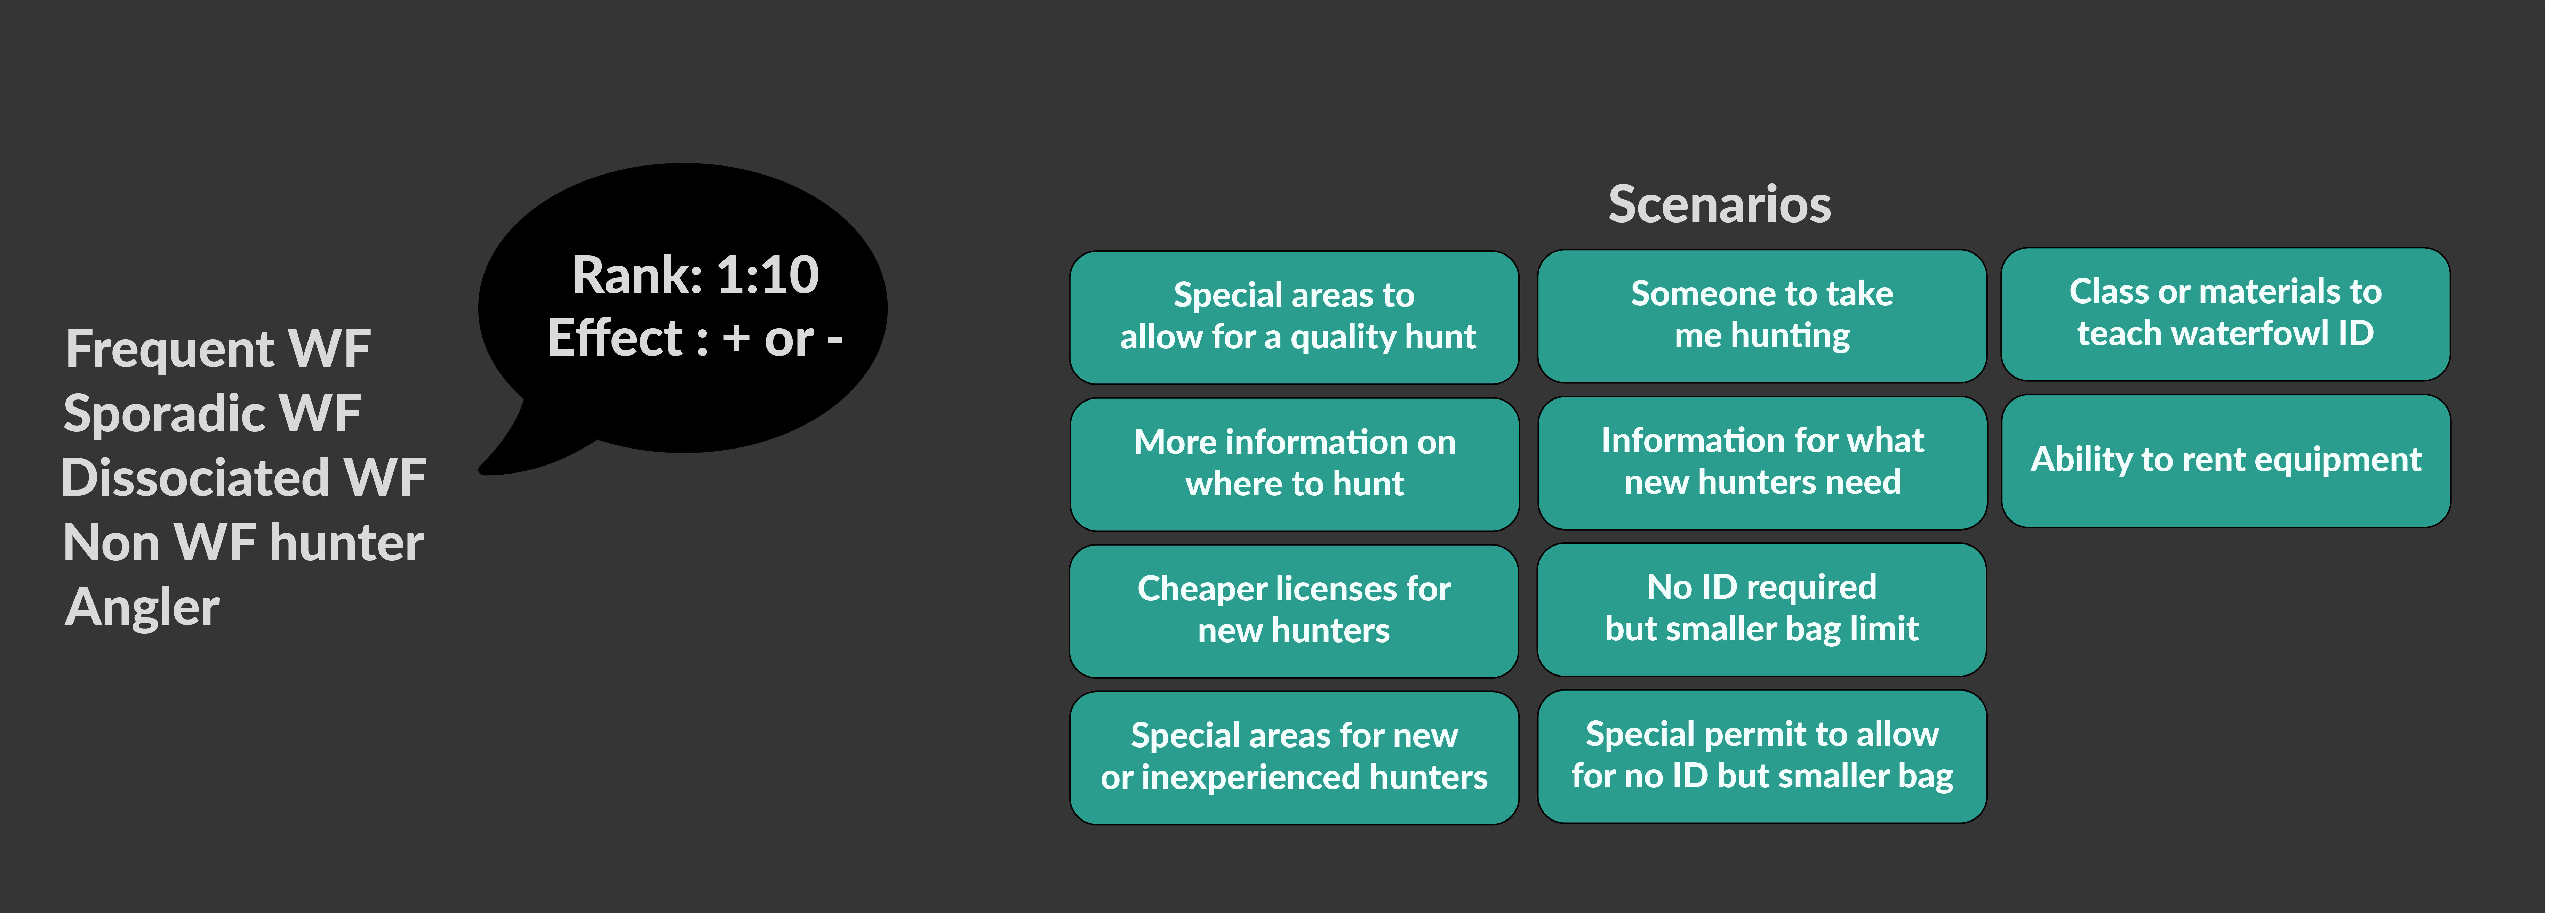 Frequent WF
Sporadic WF
Dissociated WF
Non WF hunter
Angler
Rank: 1:10
Effect : + or -
Scenarios
Special areas to
allow for a quality hunt
More information on
where to hunt
Cheaper licenses for
new hunters
Special areas for new
or inexperienced hunters
Someone to take
me hunting
Information for what
new hunters need
No ID required
but smaller bag limit
Special permit to allow
for no ID but smaller bag
Class or materials to
teach waterfowl ID
Ability to rent equipment